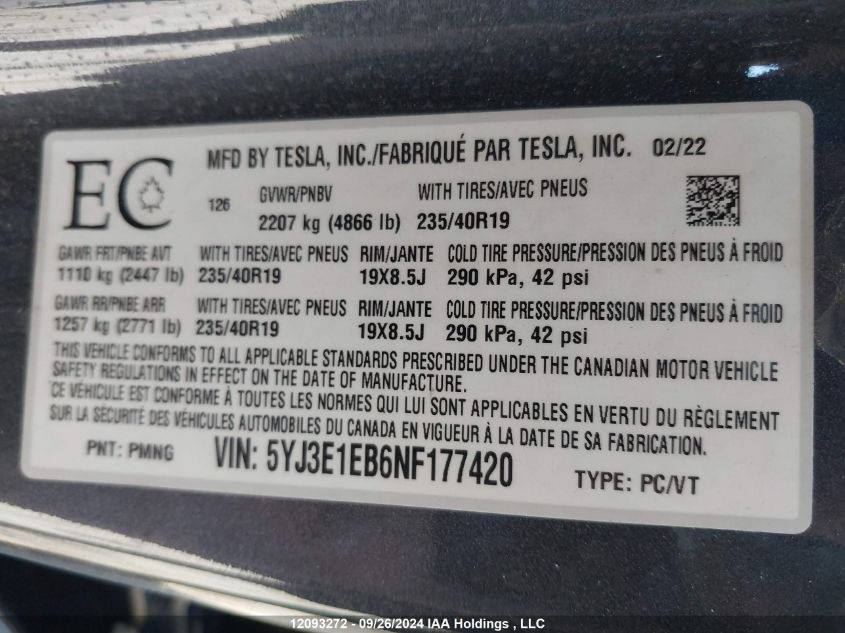 EC
MFD BY TESLA, INC./FABRIQUÉ PAR TESLA, INC. 02/22
126 GVWR/PNBV WITH TIRES/AVEC PNEUS
2207 kg (4866 lb) 235/40R19
GAWR FRT/PNBE AVT WITH TIRES/AVEC PNEUS RIM/JANTE COLD TIRE PRESSURE/PRESSION DES PNEUS À FROID
1110 kg (2447 lb) 235/40R19 19X8.5J 290 kPa, 42 psi
GAWR RR/PNBE ARR WITH TIRES/AVEC PNEUS RIM/JANTE COLD TIRE PRESSURE/PRESSION DES PNEUS À FROID
1257 kg (2771 lb) 235/40R19 19X8.5J 290 kPa, 42 psi
THIS VEHICLE CONFORMS TO ALL APPLICABLE STANDARDS PRESCRIBED UNDER THE CANADIAN MOTOR VEHICLE
SAFETY REGULATIONS IN EFFECT ON THE DATE OF MANUFACTURE.
CE VÉHICULE EST CONFORME À TOUTES LES NORMES QUI LUI SONT APPLICABLES EN VERTU DU RÈGLEMENT
SUR LA SÉCURITÉ DES VÉHICULES AUTOMOBILES DU CANADA EN VIGUEUR À LA DATE DE SA FABRICATION.
PNT: PMNG VIN: 5YJ3E1EB6NF177420 TYPE: PC/VT
12093272 - 09/26/2024 IAA Holdings , LLC